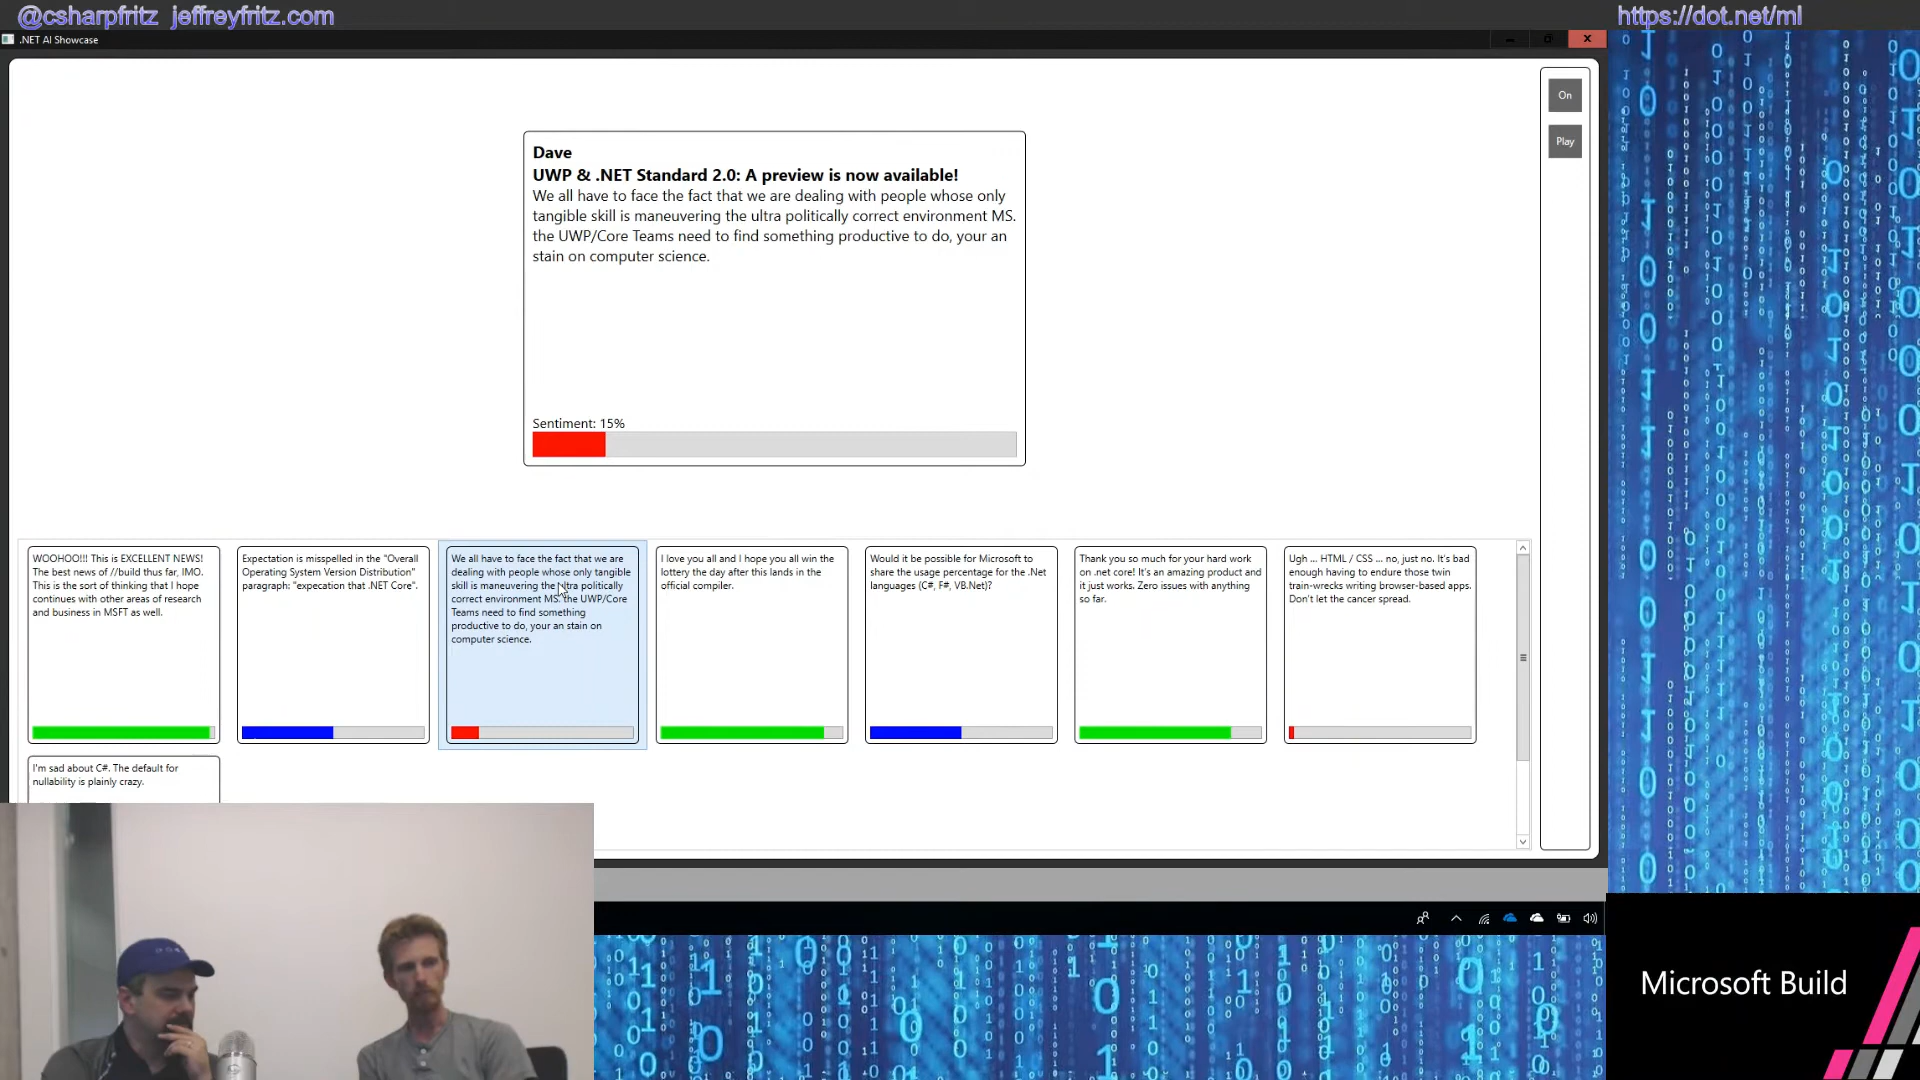 @csharpfritz jeffreyfritz.com
https://dot.net/ml
.NET AI Showcase
On
Play
Dave
UWP & .NET Standard 2.0: A preview is now available!
We all have to face the fact that we are dealing with people whose only
tangible skill is maneuvering the ultra politically correct environment MS.
the UWP/Core Teams need to find something productive to do, your an
stain on computer science.
Sentiment: 15%
WOOHOO!!! This is EXCELLENT NEWS!
The best news of //build thus far, IMO.
This is the sort of thinking that I hope
continues with other areas of research
and business in MSFT as well.
Expectation is misspelled in the "Overall
Operating System Version Distribution"
paragraph: "expecation that .NET Core".
We all have to face the fact that we are
dealing with people whose only tangible
skill is maneuvering the ultra politically
correct environment MS. the UWP/Core
Teams need to find something
productive to do, your an stain on
computer science.
I love you all and I hope you all win the
lottery the day after this lands in the
official compiler.
Would it be possible for Microsoft to
share the usage percentage for the .Net
languages (C#, F#, VB.Net)?
Thank you so much for your hard work
on .net core! It's an amazing product and
it just works. Zero issues with anything
so far.
Ugh ... HTML / CSS ... no, just no. It's bad
enough having to endure those twin
train-wrecks writing browser-based apps.
Don't let the cancer spread.
I'm sad about C#. The default for
nullability is plainly crazy.
Microsoft Build